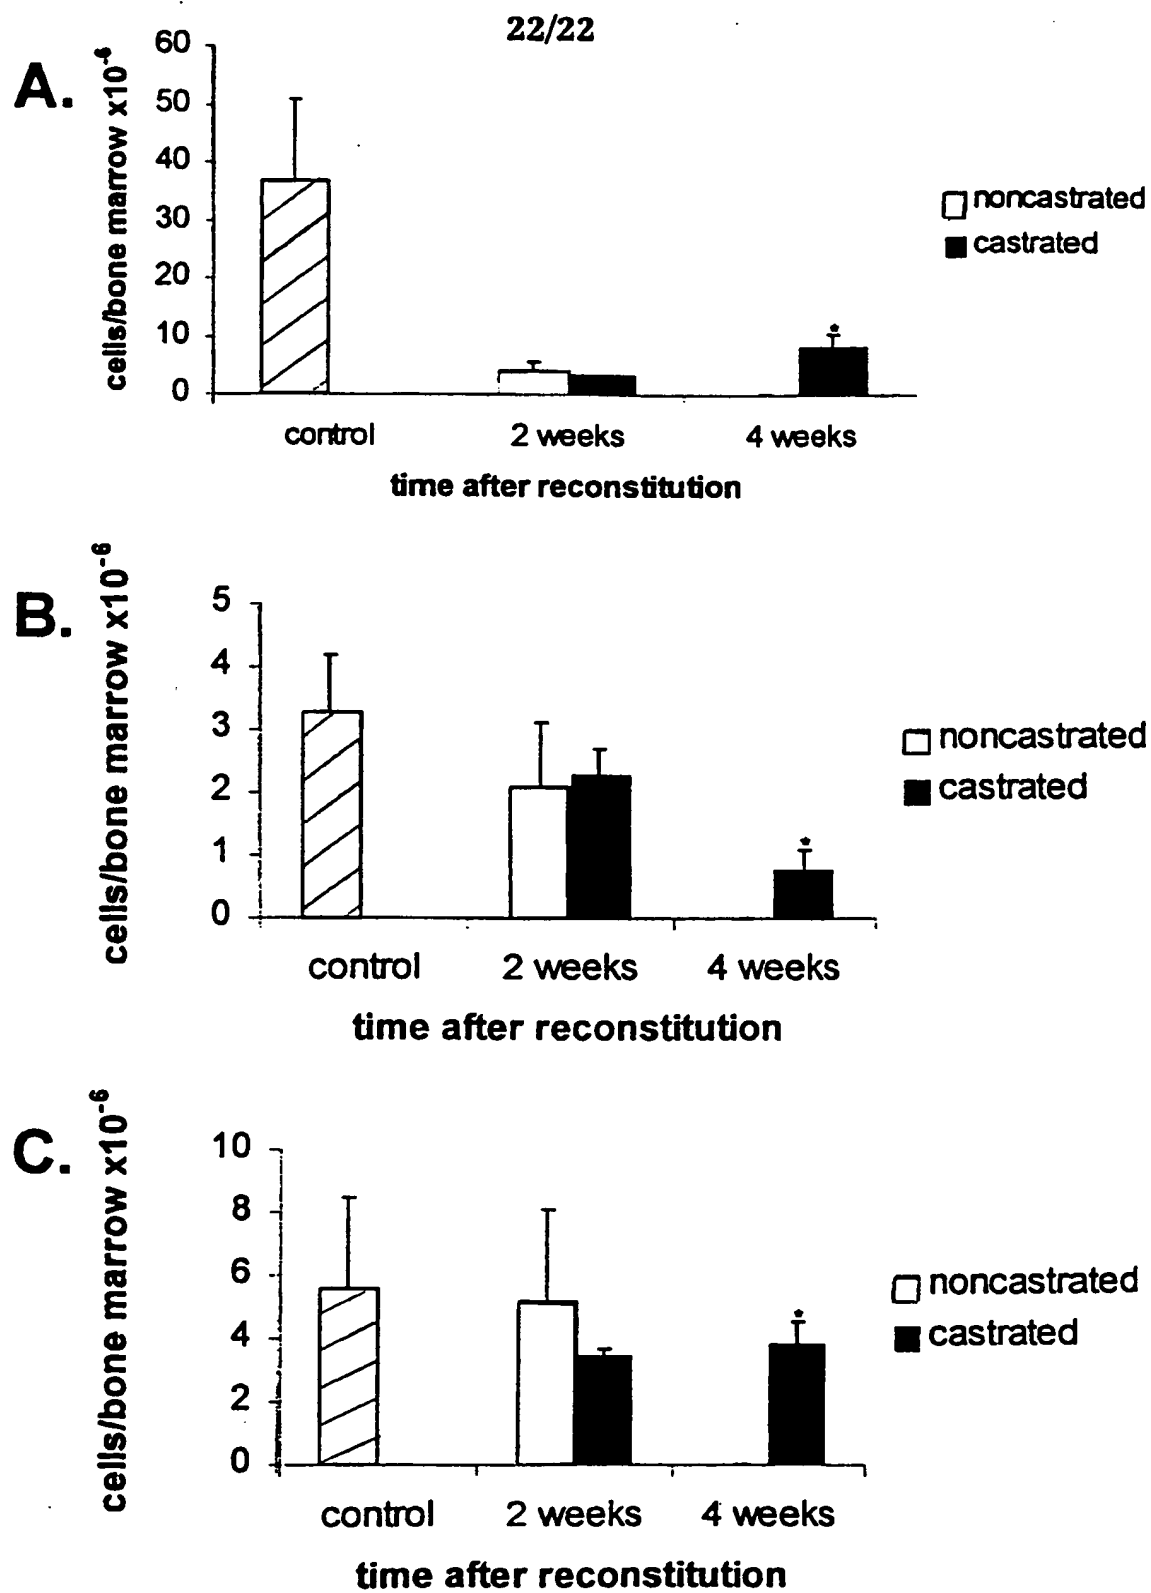 22/22
A.
cells/bone marrow x10⁻⁶
60
50
40
30
20
10
0
control
2 weeks
4 weeks
*
time after reconstitution
noncastrated
castrated
B.
cells/bone marrow x10⁻⁶
5
4
3
2
1
0
control
2 weeks
4 weeks
*
time after reconstitution
noncastrated
castrated
C.
cells/bone marrow x10⁻⁶
10
8
6
4
2
0
control
2 weeks
4 weeks
*
time after reconstitution
noncastrated
castrated